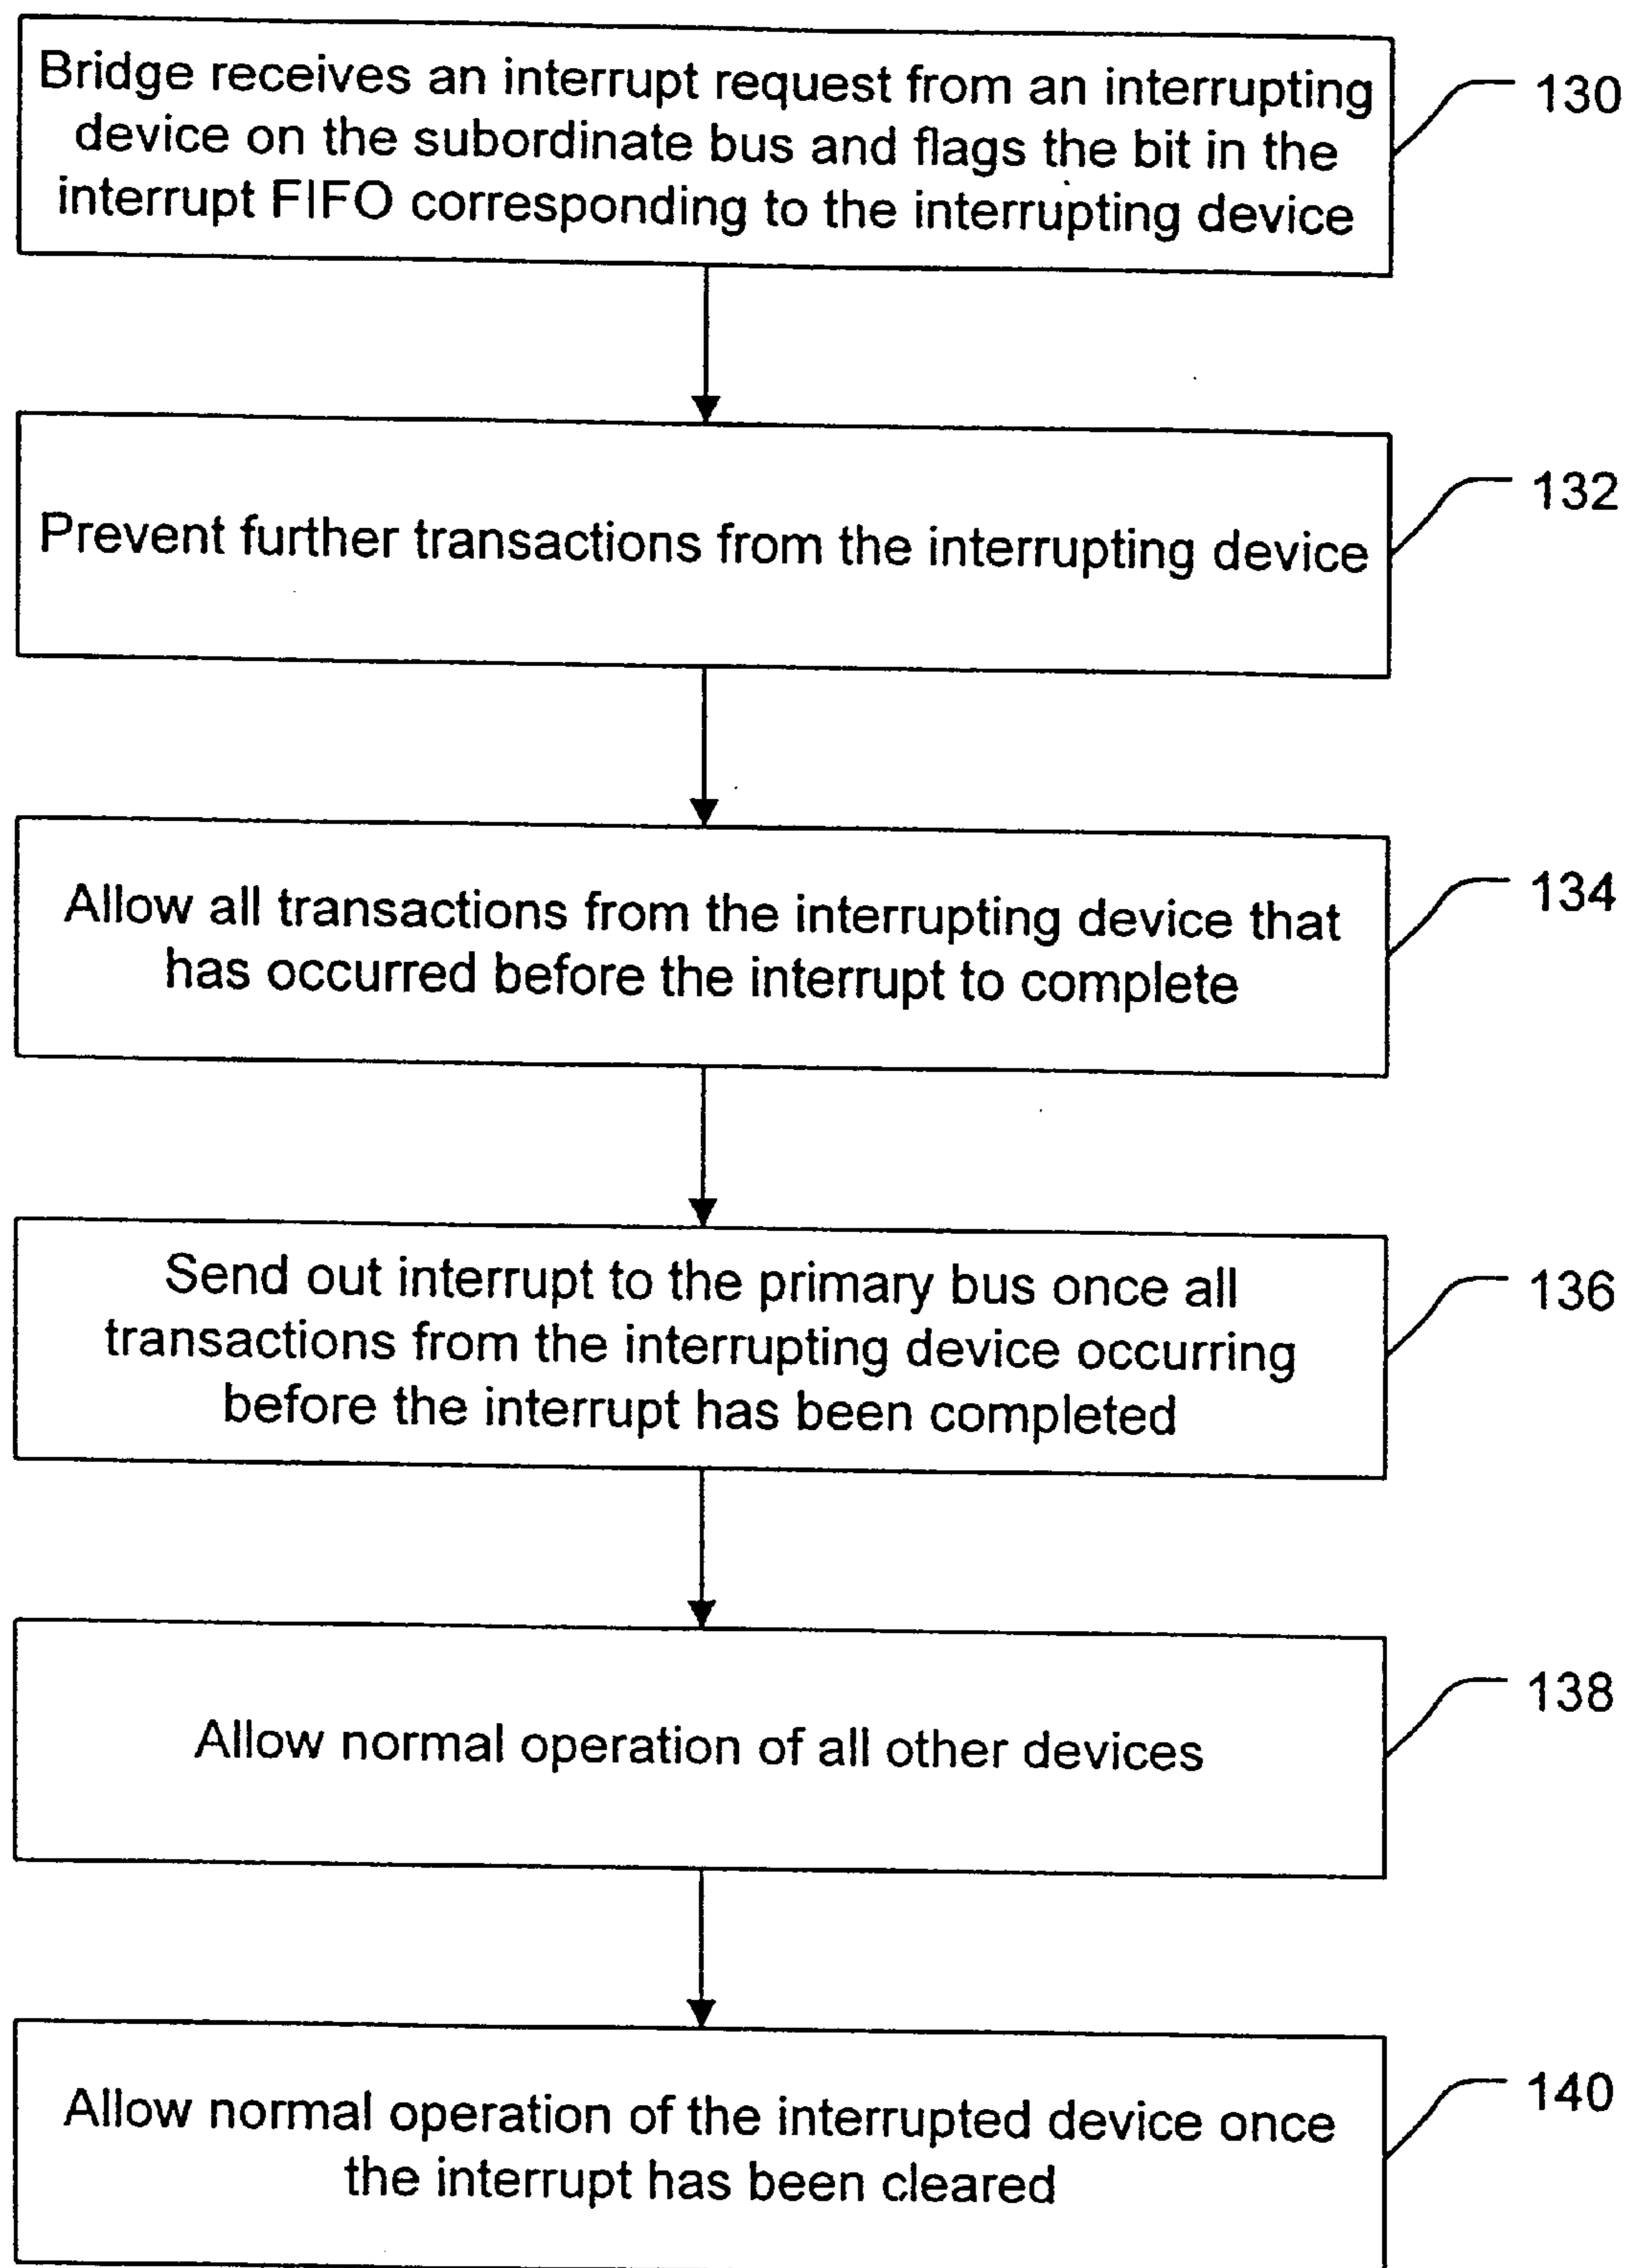 Bridge receives an interrupt request from an interrupting
device on the subordinate bus and flags the bit in the
interrupt FIFO corresponding to the interrupting device
130
Prevent further transactions from the interrupting device
132
Allow all transactions from the interrupting device that
has occurred before the interrupt to complete
134
Send out interrupt to the primary bus once all
transactions from the interrupting device occurring
before the interrupt has been completed
136
Allow normal operation of all other devices
138
Allow normal operation of the interrupted device once
the interrupt has been cleared
140